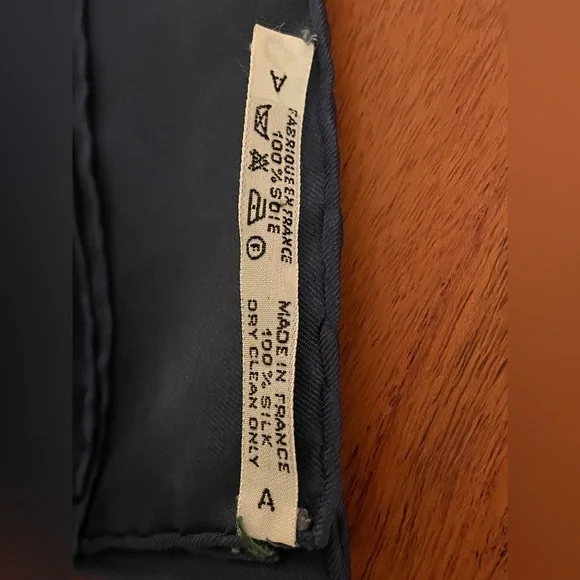 A
FABRIQUE EN FRANCE
100% SOIE
F
MADE IN FRANCE
100% SILK
DRY CLEAN ONLY
A